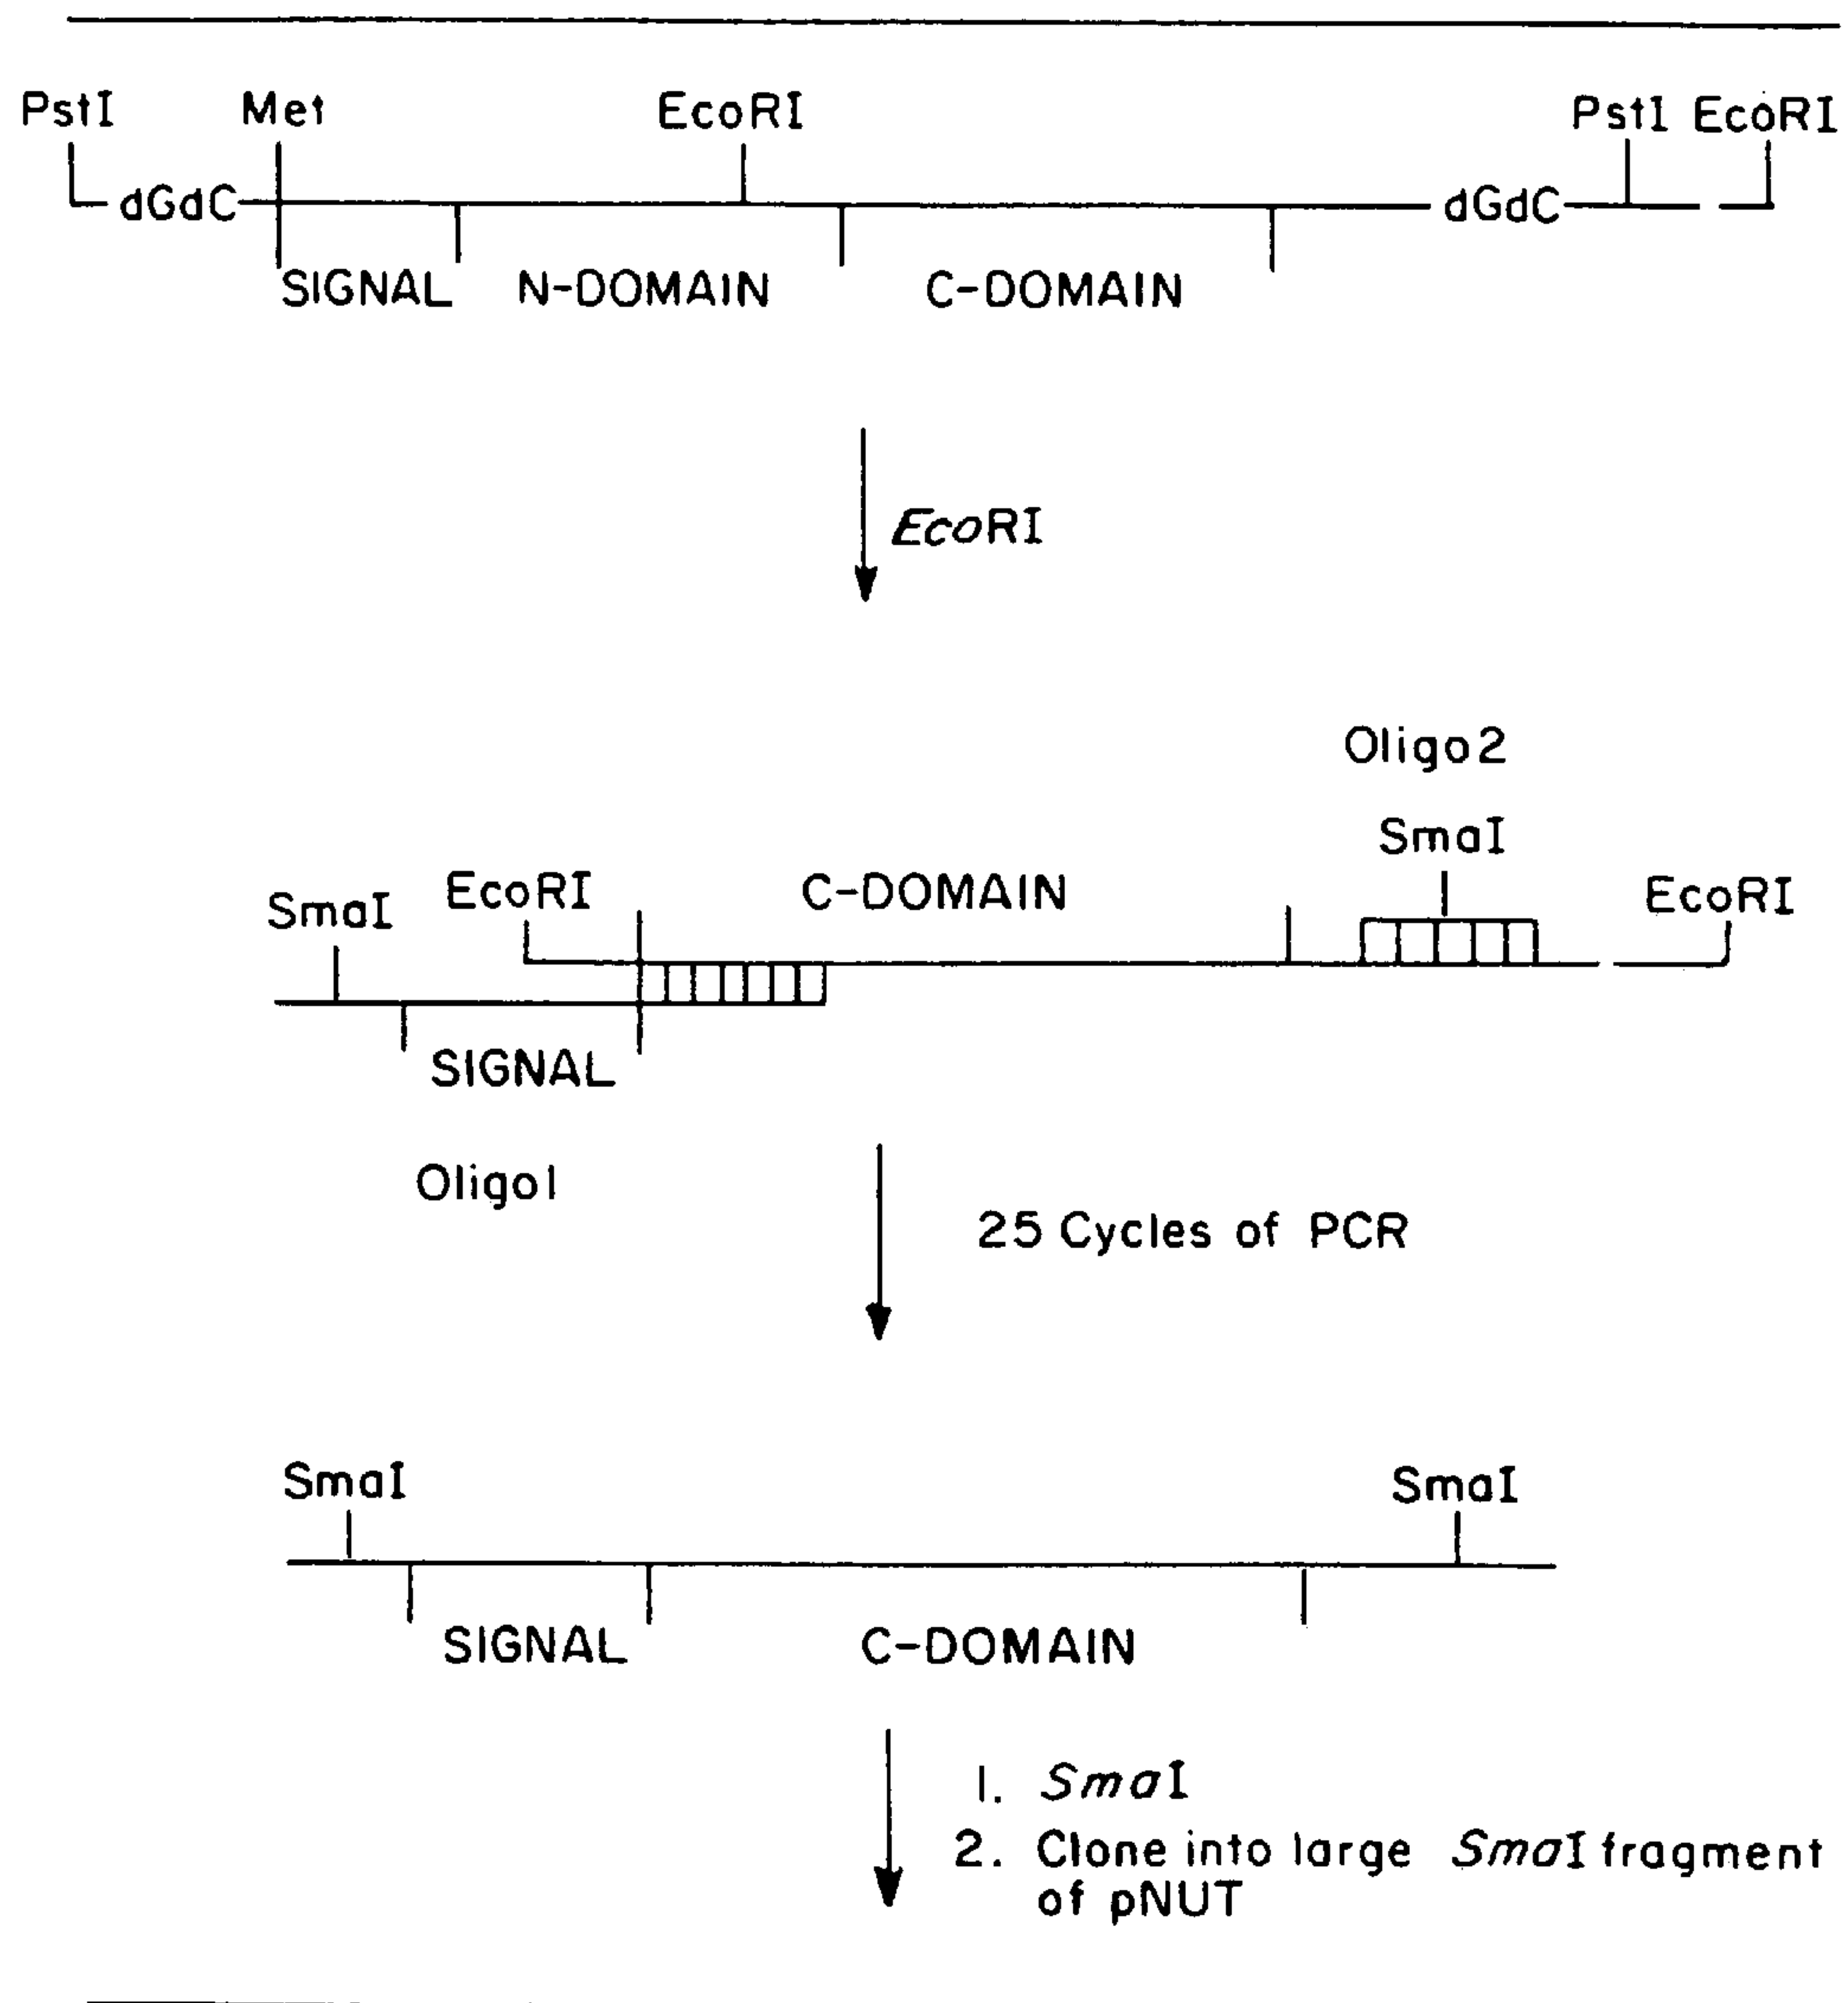 PstI Met EcoRI PstI EcoRI
dGdC dGdC
SIGNAL N-DOMAIN C-DOMAIN
EcoRI
Oligo2
SmaI
SmaI EcoRI C-DOMAIN EcoRI
SIGNAL
Oligo1
25 Cycles of PCR
SmaI SmaI
SIGNAL C-DOMAIN
1. SmaI
2. Clone into large SmaI fragment
of pNUT